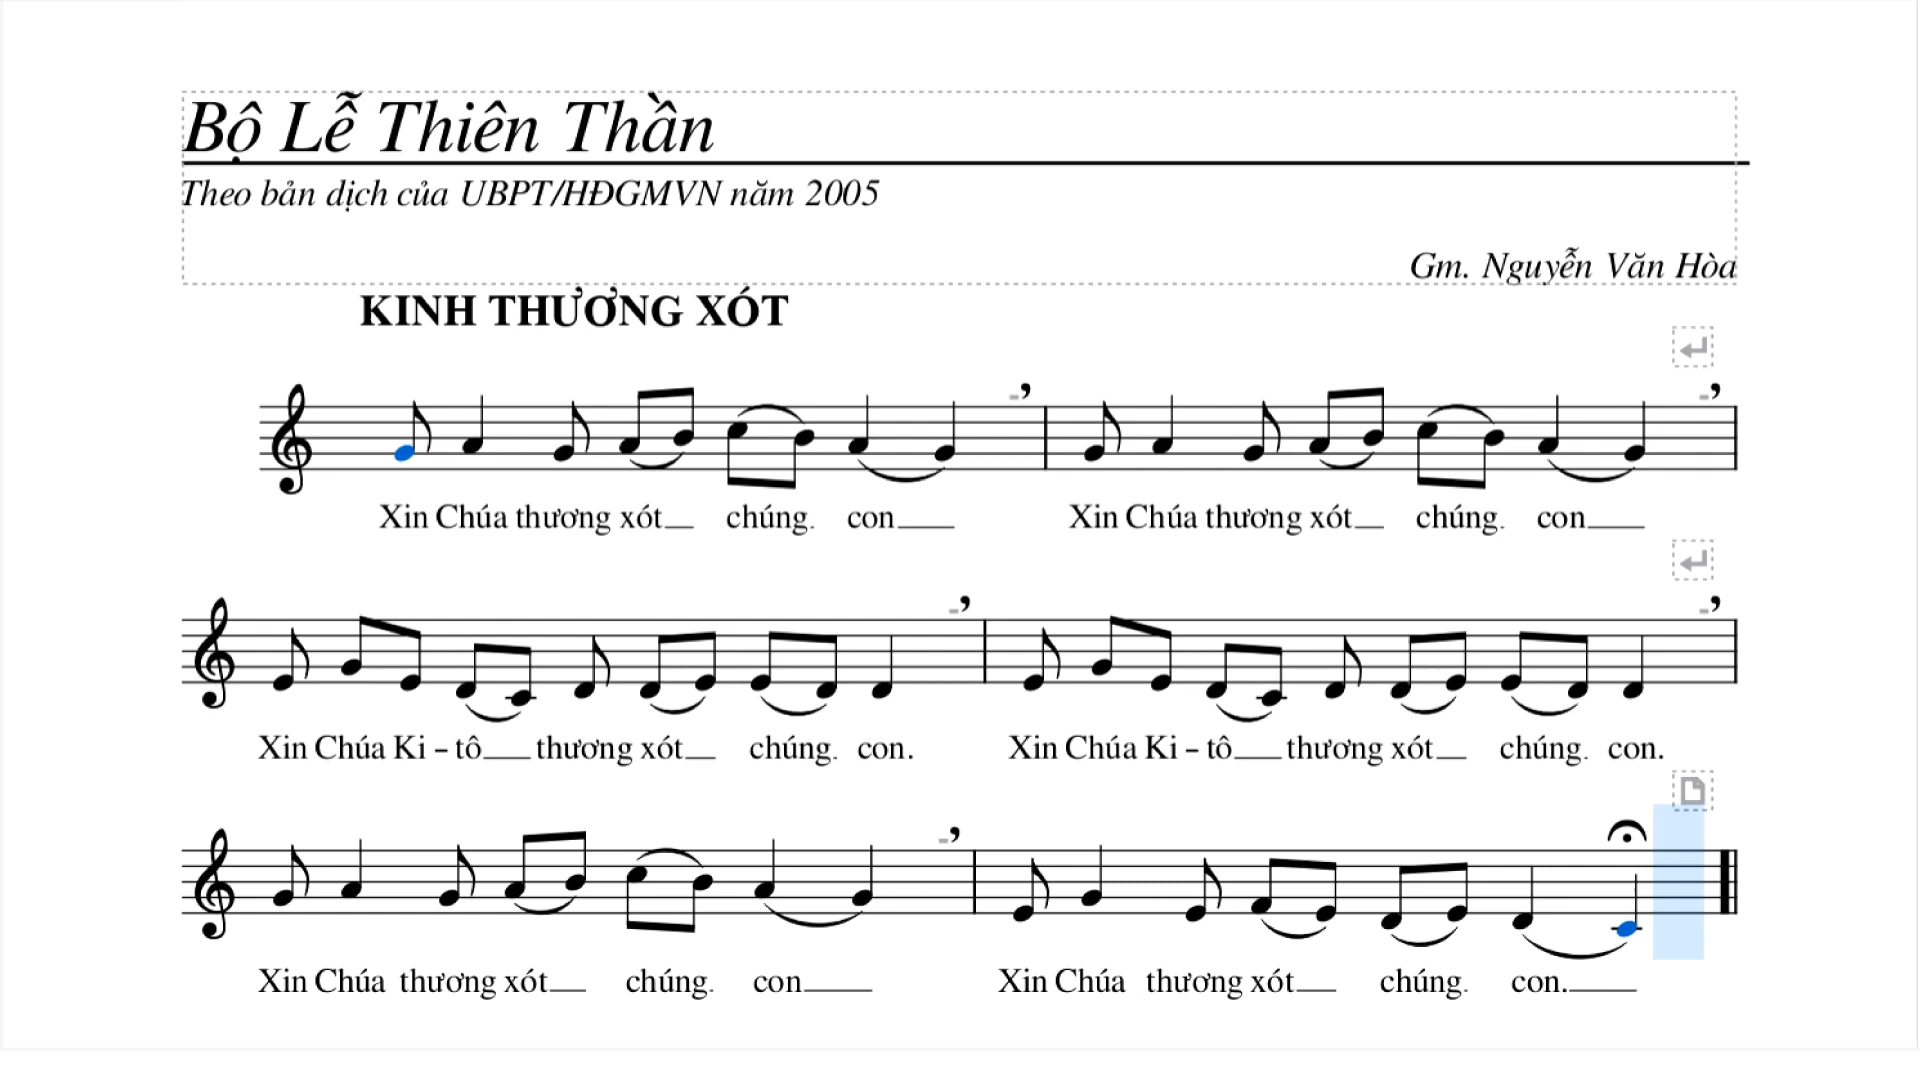 Bộ Lễ Thiên Thần
Theo bản dịch của UBPT/HĐGMVN năm 2005
Gm. Nguyễn Văn Hòa
KINH THƯƠNG XÓT
Xin Chúa thương xót chúng con Xin Chúa thương xót chúng con
Xin Chúa Ki - tô thương xót chúng con. Xin Chúa Ki - tô thương xót chúng con.
Xin Chúa thương xót chúng con Xin Chúa thương xót chúng con.